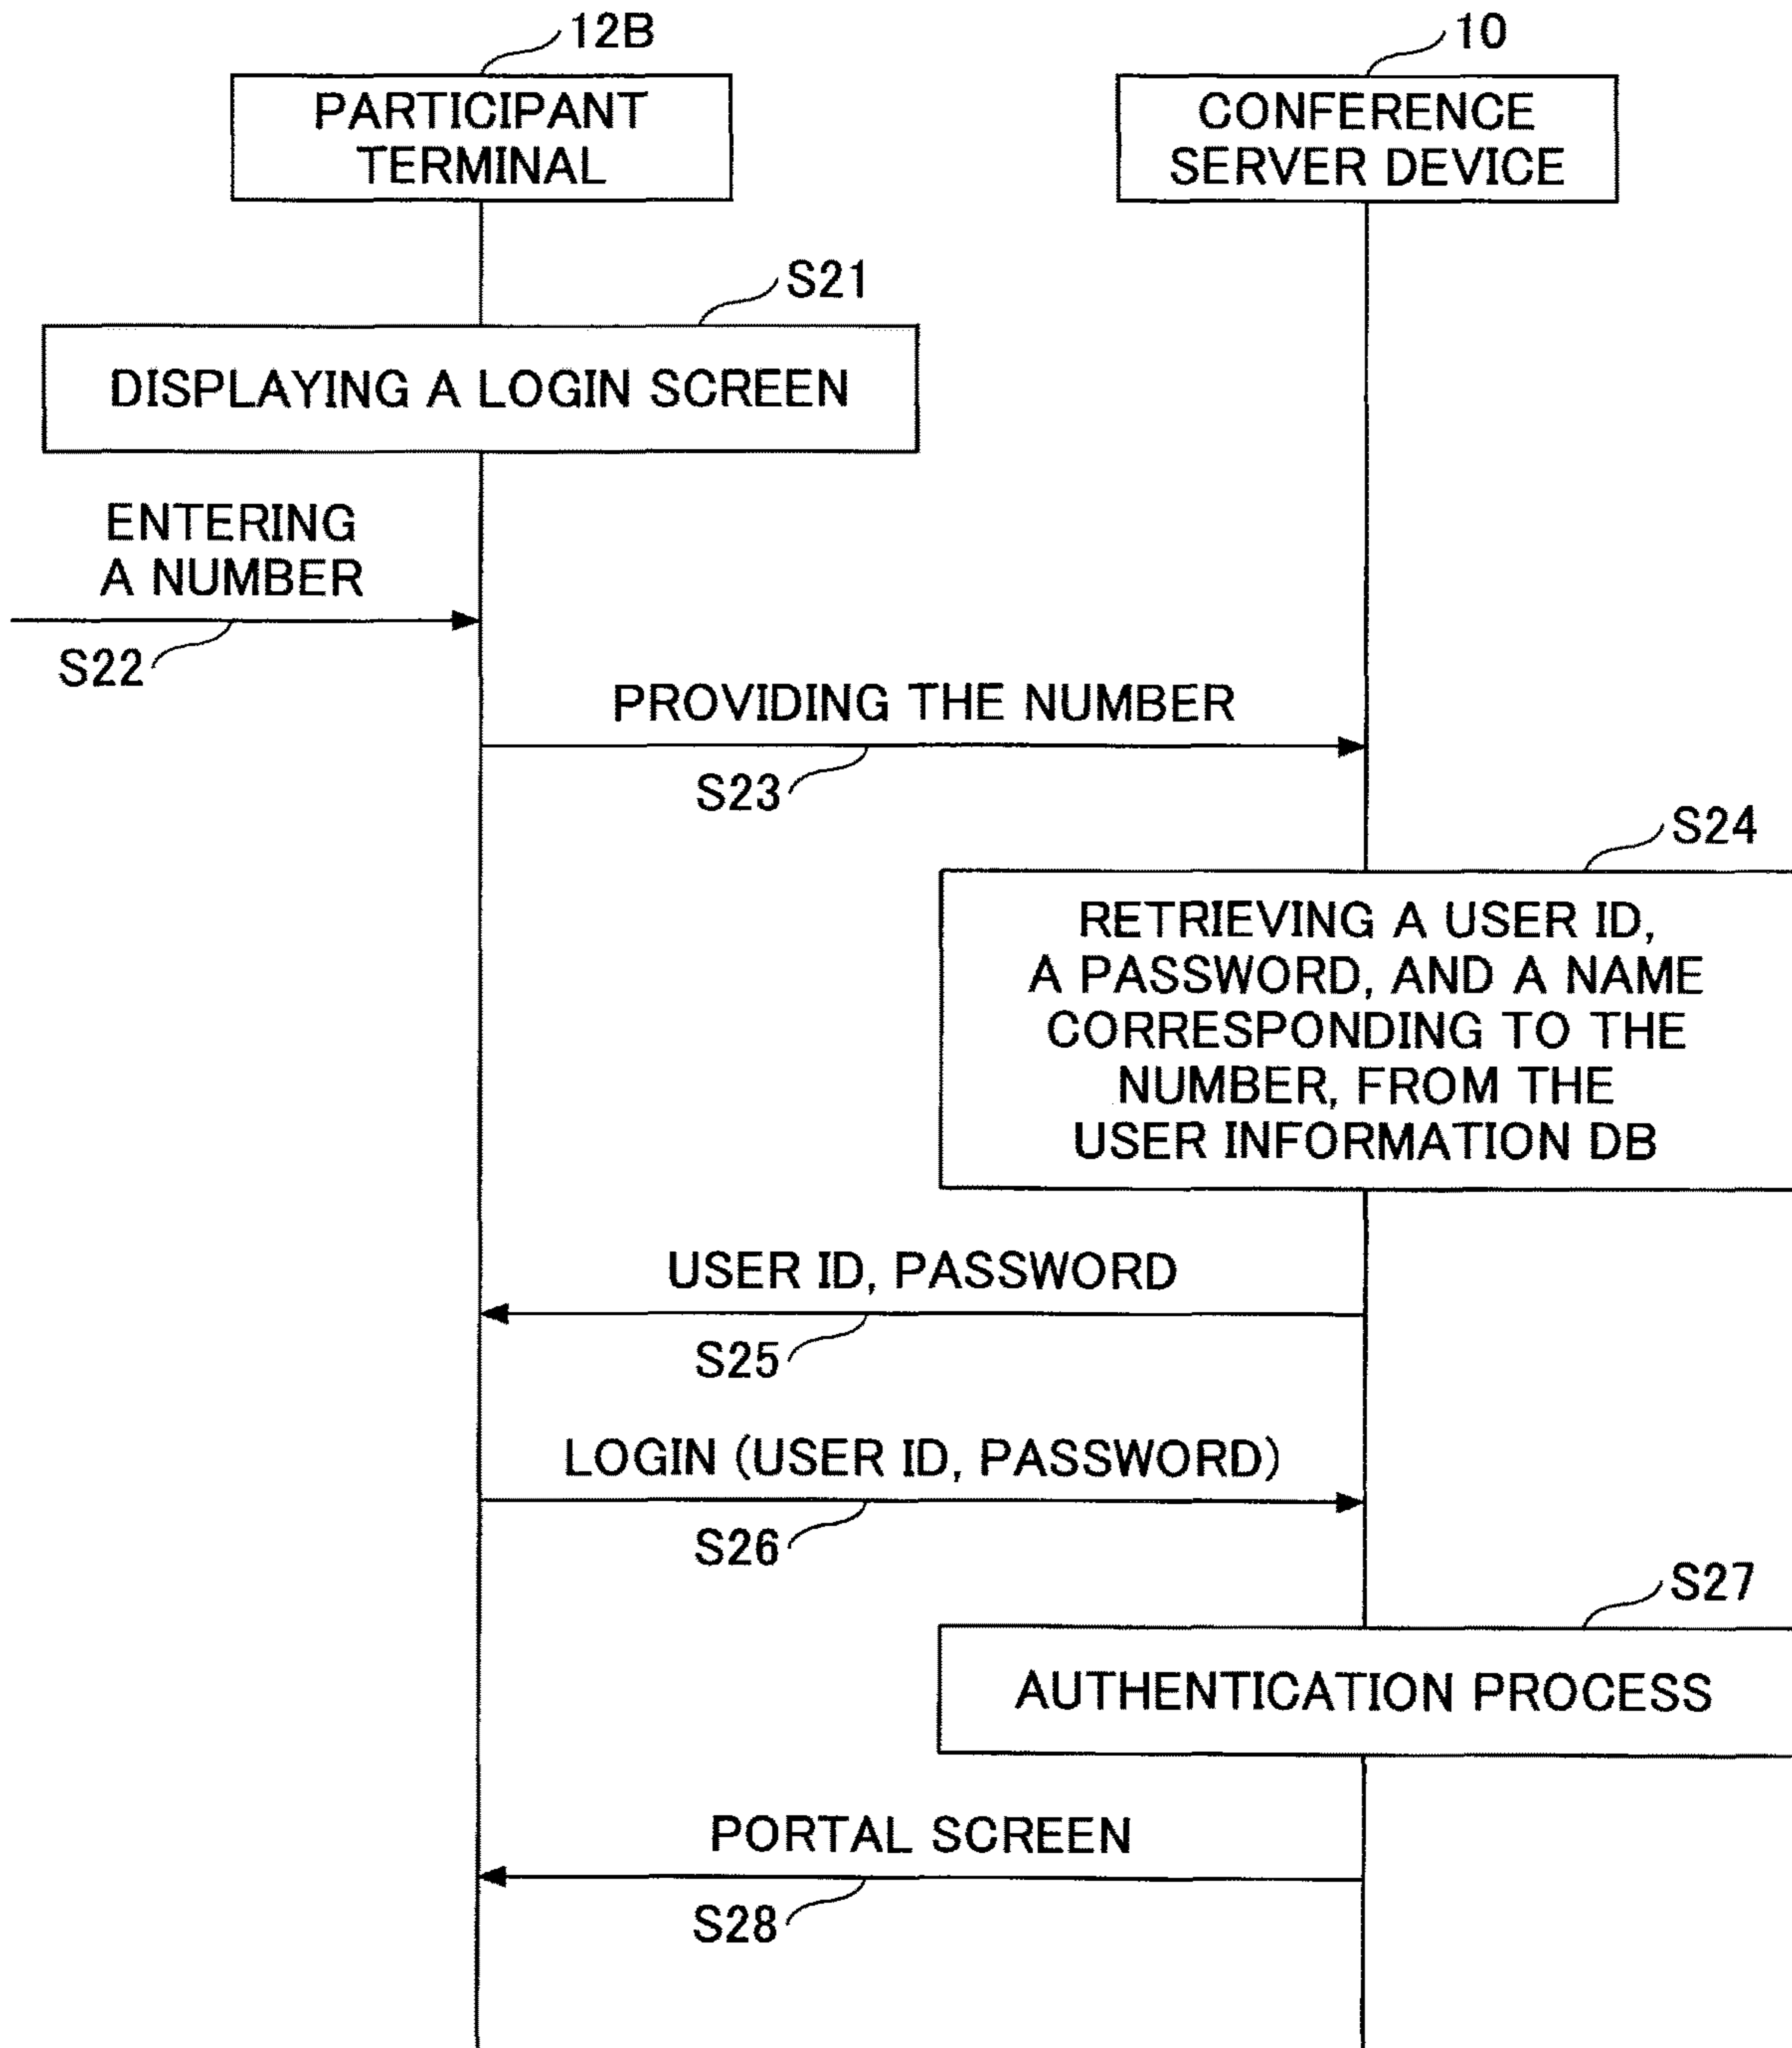 12B
10
PARTICIPANT
TERMINAL
CONFERENCE
SERVER DEVICE
S21
DISPLAYING A LOGIN SCREEN
ENTERING
A NUMBER
S22
PROVIDING THE NUMBER
S23
S24
RETRIEVING A USER ID,
A PASSWORD, AND A NAME
CORRESPONDING TO THE
NUMBER, FROM THE
USER INFORMATION DB
USER ID, PASSWORD
S25
LOGIN (USER ID, PASSWORD)
S26
S27
AUTHENTICATION PROCESS
PORTAL SCREEN
S28